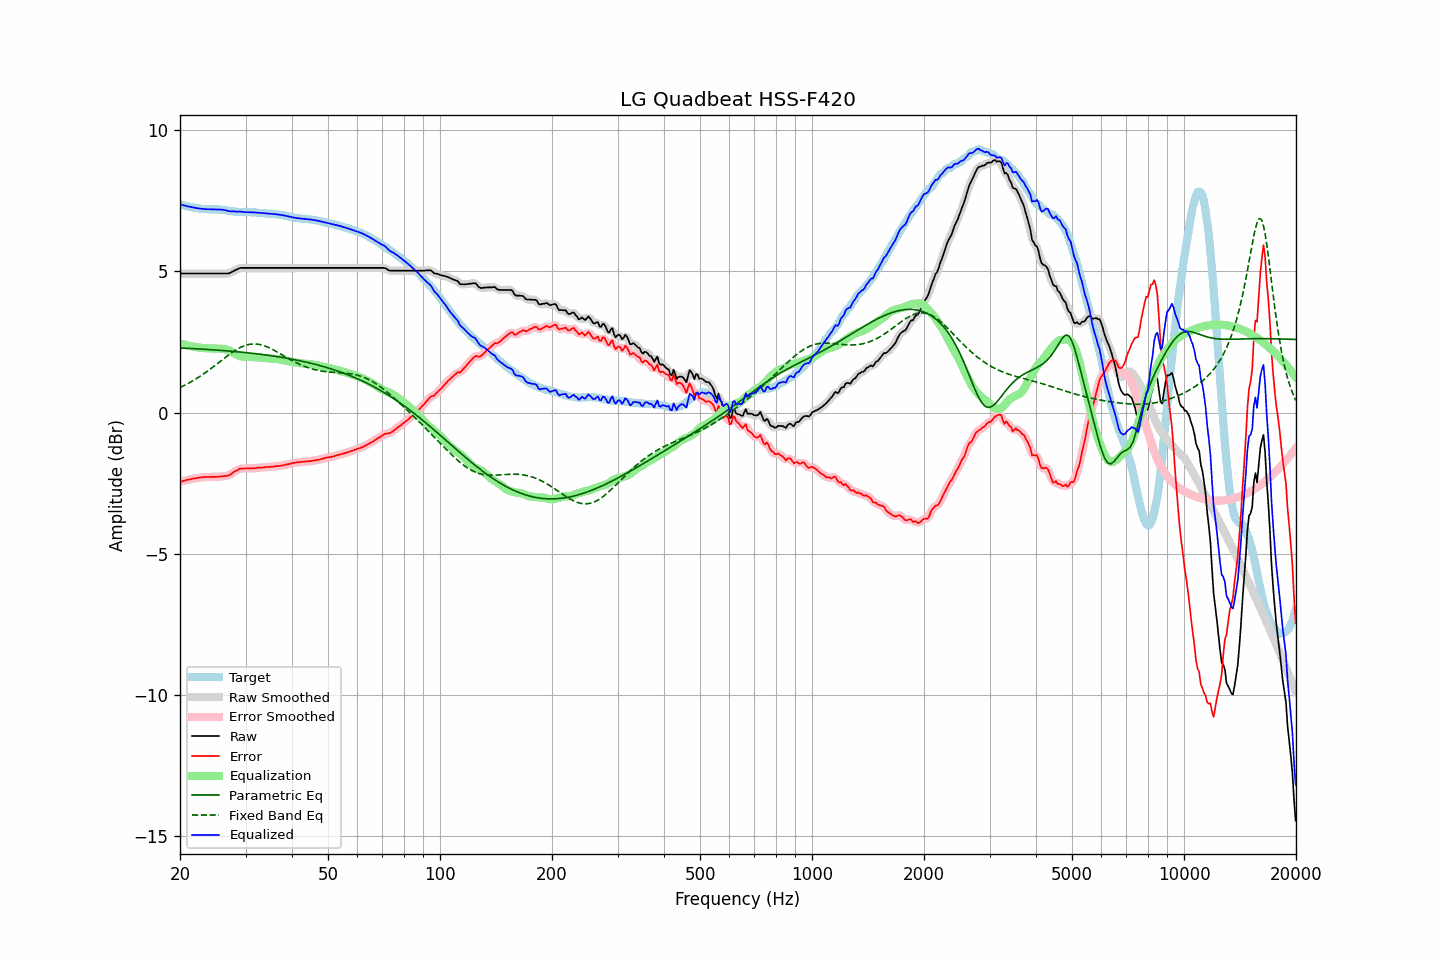 LG Quadbeat HSS-F420
Amplitude (dBr)
10
5
0
−5
−10
−15
Target
Raw Smoothed
Error Smoothed
Raw
Error
Equalization
Parametric Eq
Fixed Band Eq
Equalized
20 50 100 200 500 1000 2000 5000 10000 20000
Frequency (Hz)